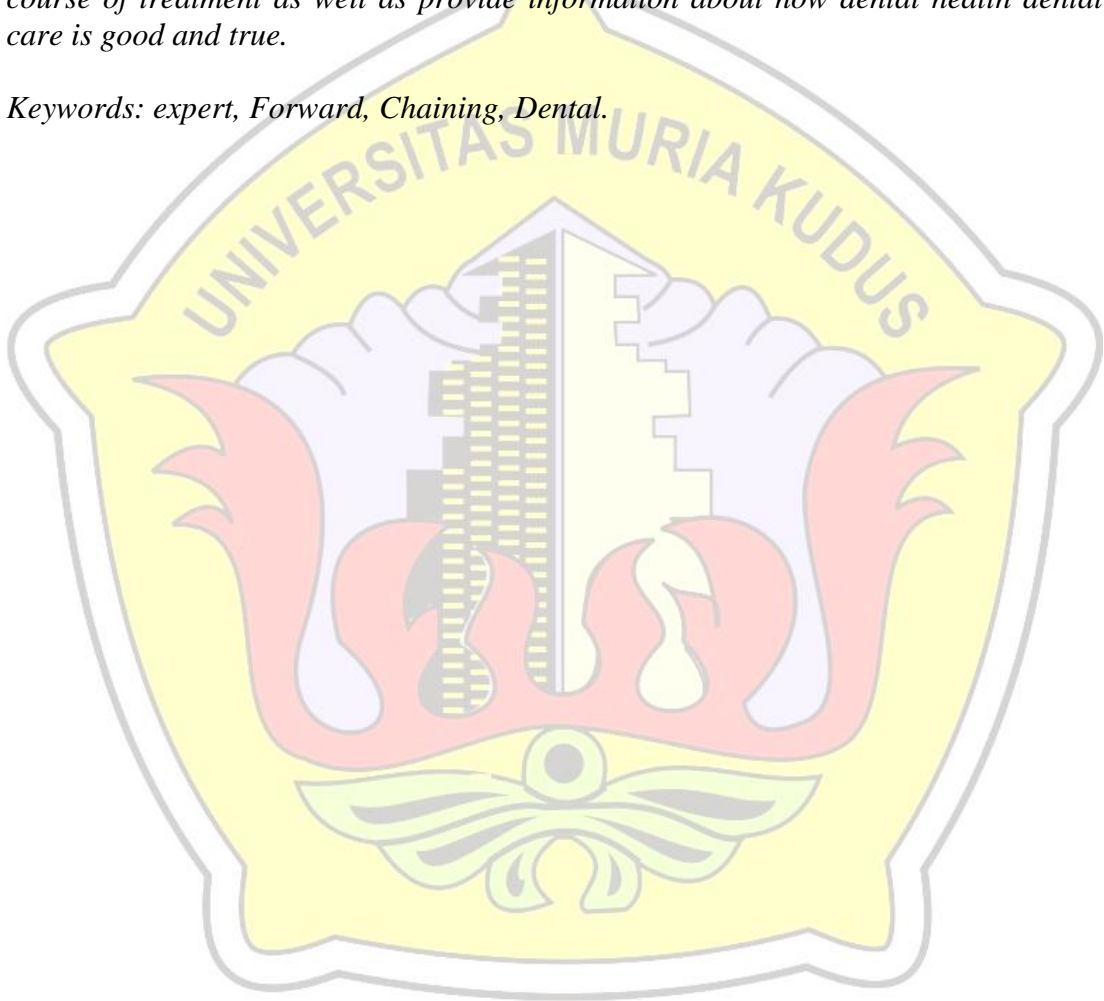 course of treatment as well as provide information about how dental health dental
care is good and true.
Keywords: expert, Forward, Chaining, Dental.
UNIVERSITAS MURIA KUDUS